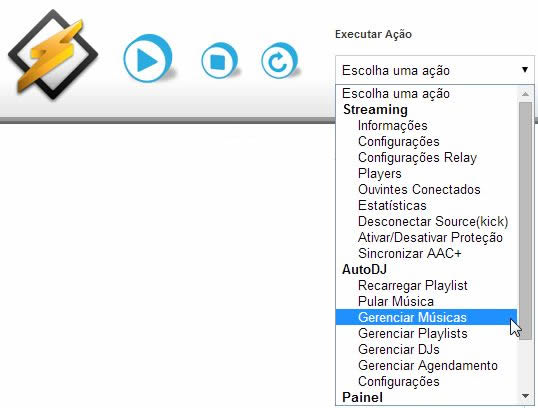 Executar Ação
Escolha uma ação
Escolha uma ação
Streaming
Informações
Configurações
Configurações Relay
Players
Ouvintes Conectados
Estatísticas
Desconectar Source(kick)
Ativar/Desativar Proteção
Sincronizar AAC+
AutoDJ
Recarregar Playlist
Pular Música
Gerenciar Músicas
Gerenciar Playlists
Gerenciar DJs
Gerenciar Agendamento
Configurações
Painel